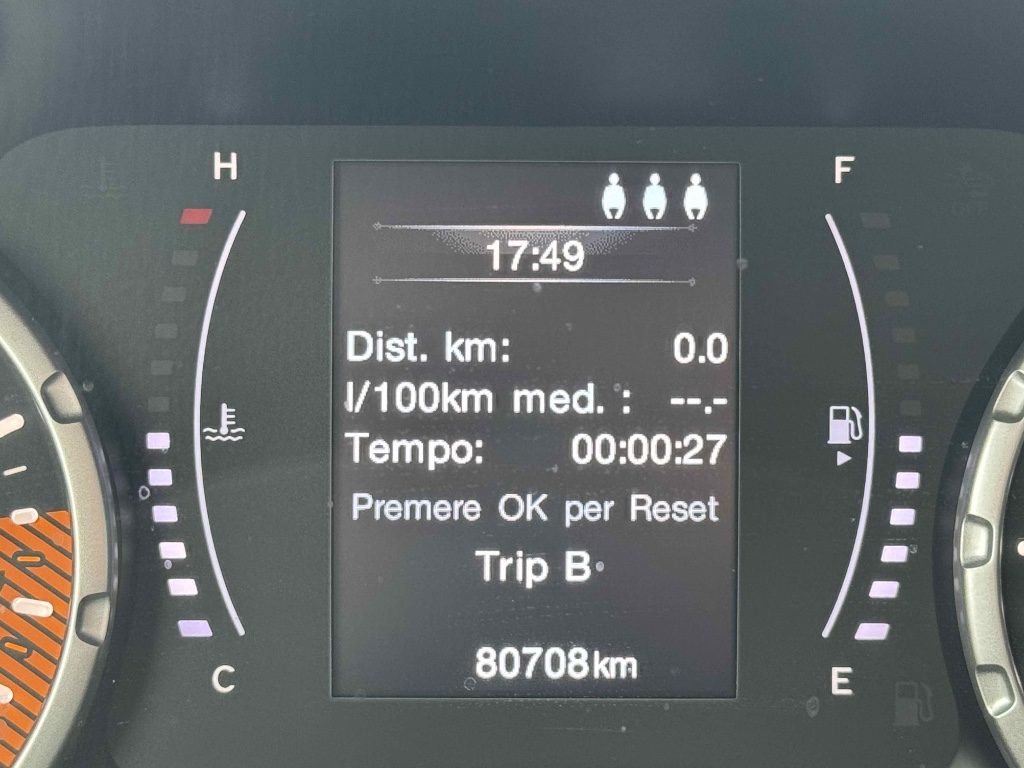 H
F
17:49
Dist. km: 0.0
l/100km med. : --.-
Tempo: 00:00:27
Premere OK per Reset
Trip B
80708km
C
E